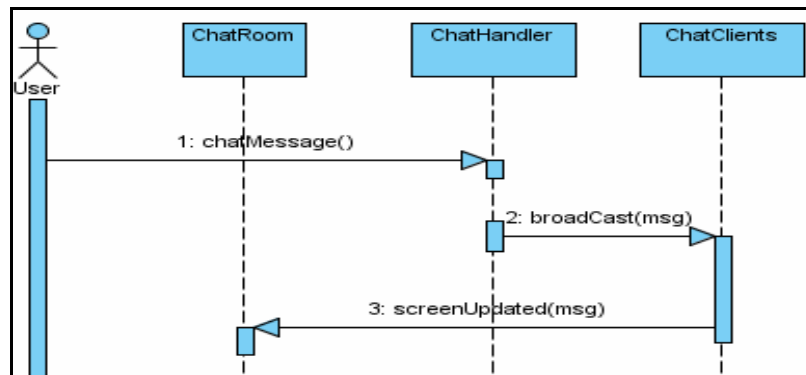 ChatRoom
ChatHandler
ChatClients
User
1: chatMessage()
2: broadCast(msg)
3: screenUpdated(msg)